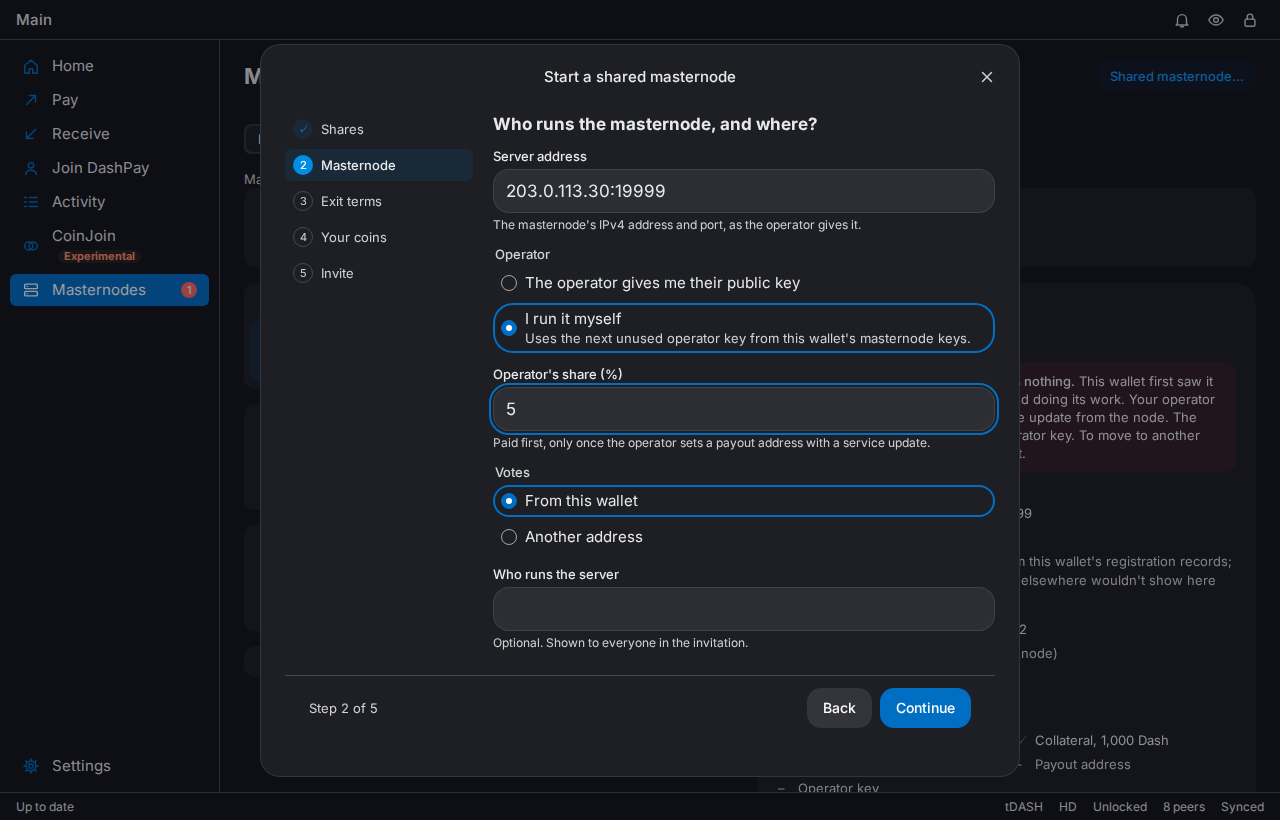 Main
Home
Pay
Receive
Join DashPay
Activity
CoinJoin
Experimental
Masternodes
1
Settings
M
Shared masternode...
Ma
Start a shared masternode
✓ Shares
2 Masternode
3 Exit terms
4 Your coins
5 Invite
Who runs the masternode, and where?
Server address
203.0.113.30:19999
The masternode's IPv4 address and port, as the operator gives it.
Operator
The operator gives me their public key
I run it myself
Uses the next unused operator key from this wallet's masternode keys.
Operator's share (%)
5
Paid first, only once the operator sets a payout address with a service update.
Votes
From this wallet
Another address
Who runs the server
Optional. Shown to everyone in the invitation.
Step 2 of 5
Back
Continue
nothing. This wallet first saw it
d doing its work. Your operator
e update from the node. The
rator key. To move to another
t.
99
n this wallet's registration records;
elsewhere wouldn't show here
2
node)
Collateral, 1,000 Dash
Payout address
– Operator key
Up to date
tDASH
HD
Unlocked
8 peers
Synced